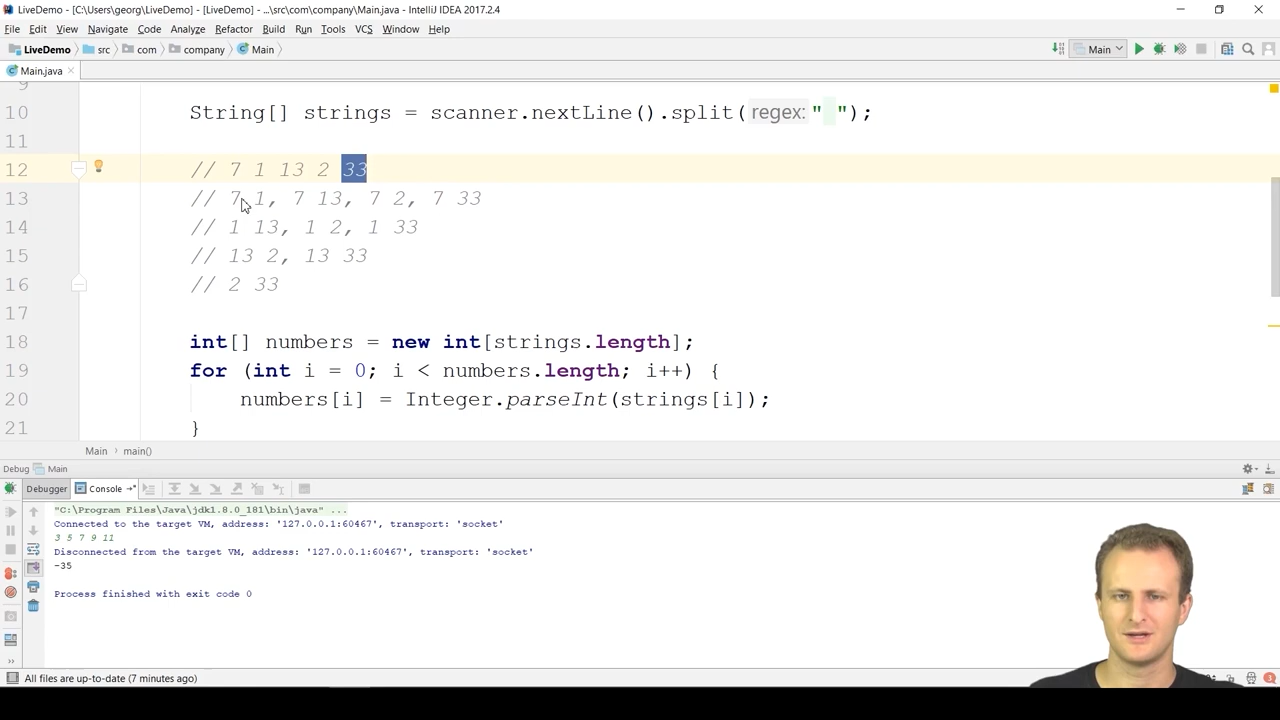 LiveDemo - [C:\Users\georg\LiveDemo] - [LiveDemo] - ...\src\com\company\Main.java - IntelliJ IDEA 2017.2.4
File Edit View Navigate Code Analyze Refactor Build Run Tools VCS Window Help
LiveDemo src com company Main Main
Main.java
9
10 String[] strings = scanner.nextLine().split( regex: " ");
11
12 // 7 1 13 2 33
13 // 7 1, 7 13, 7 2, 7 33
14 // 1 13, 1 2, 1 33
15 // 13 2, 13 33
16 // 2 33
17
18 int[] numbers = new int[strings.length];
19 for (int i = 0; i < numbers.length; i++) {
20 numbers[i] = Integer.parseInt(strings[i]);
21 }
Main main()
Debug Main
Debugger Console
"C:\Program Files\Java\jdk1.8.0_181\bin\java" ...
Connected to the target VM, address: '127.0.0.1:60467', transport: 'socket'
3 5 7 9 11
Disconnected from the target VM, address: '127.0.0.1:60467', transport: 'socket'
-35
Process finished with exit code 0
All files are up-to-date (7 minutes ago)